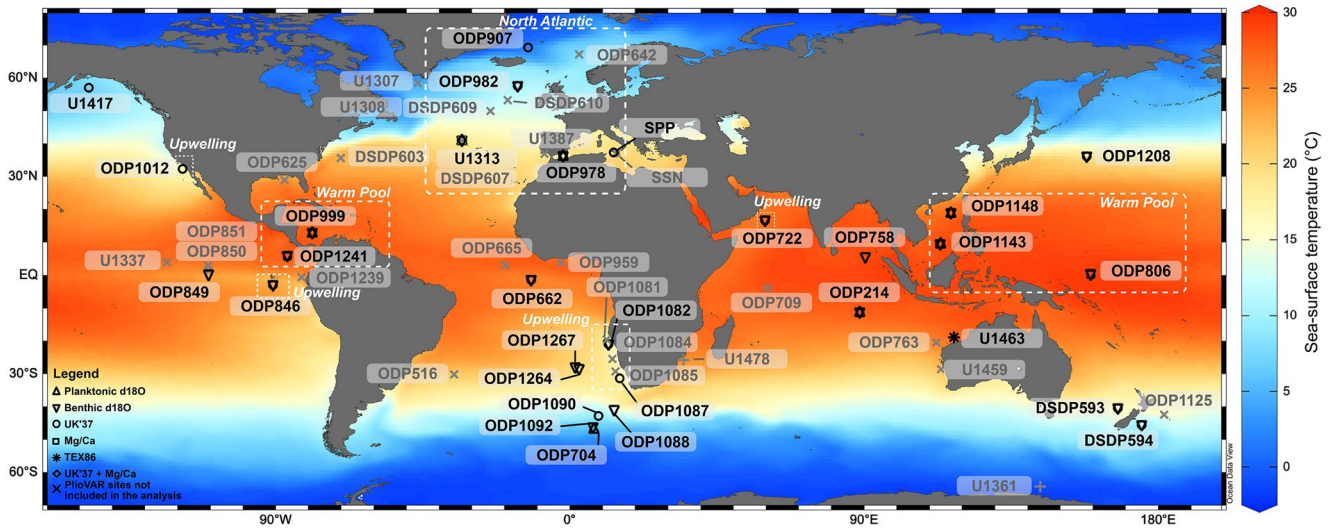 North Atlantic
ODP907
ODP642
60°N
U1307
ODP982
U1417
U1308
DSDP609
DSDP610
Upwelling
U1387
SPP
ODP1012
ODP625
DSDP603
U1313
ODP978
ODP1208
30°N
DSDP607
SSN
Warm Pool
Upwelling
Warm Pool
ODP999
ODP1148
ODP851
ODP722
ODP758
ODP1143
ODP850
ODP1241
ODP665
ODP959
U1337
EQ
ODP1239
ODP1081
ODP806
ODP849
ODP846
Upwelling
ODP662
ODP709
ODP214
ODP1082
Upwelling
ODP1267
ODP1084
ODP763
U1463
U1478
30°S
ODP516
ODP1264
ODP1085
U1459
Legend
Planktonic d18O
Benthic d18O
UK'37
Mg/Ca
TEX86
UK'37 + Mg/Ca
PlioVAR sites not
included in the analysis
ODP1090
ODP1087
DSDP593
ODP1125
ODP1092
ODP1088
DSDP594
ODP704
60°S
U1361
Ocean Data View
90°W
0°
90°E
180°E
30
25
20
15
10
5
0
Sea-surface temperature (°C)